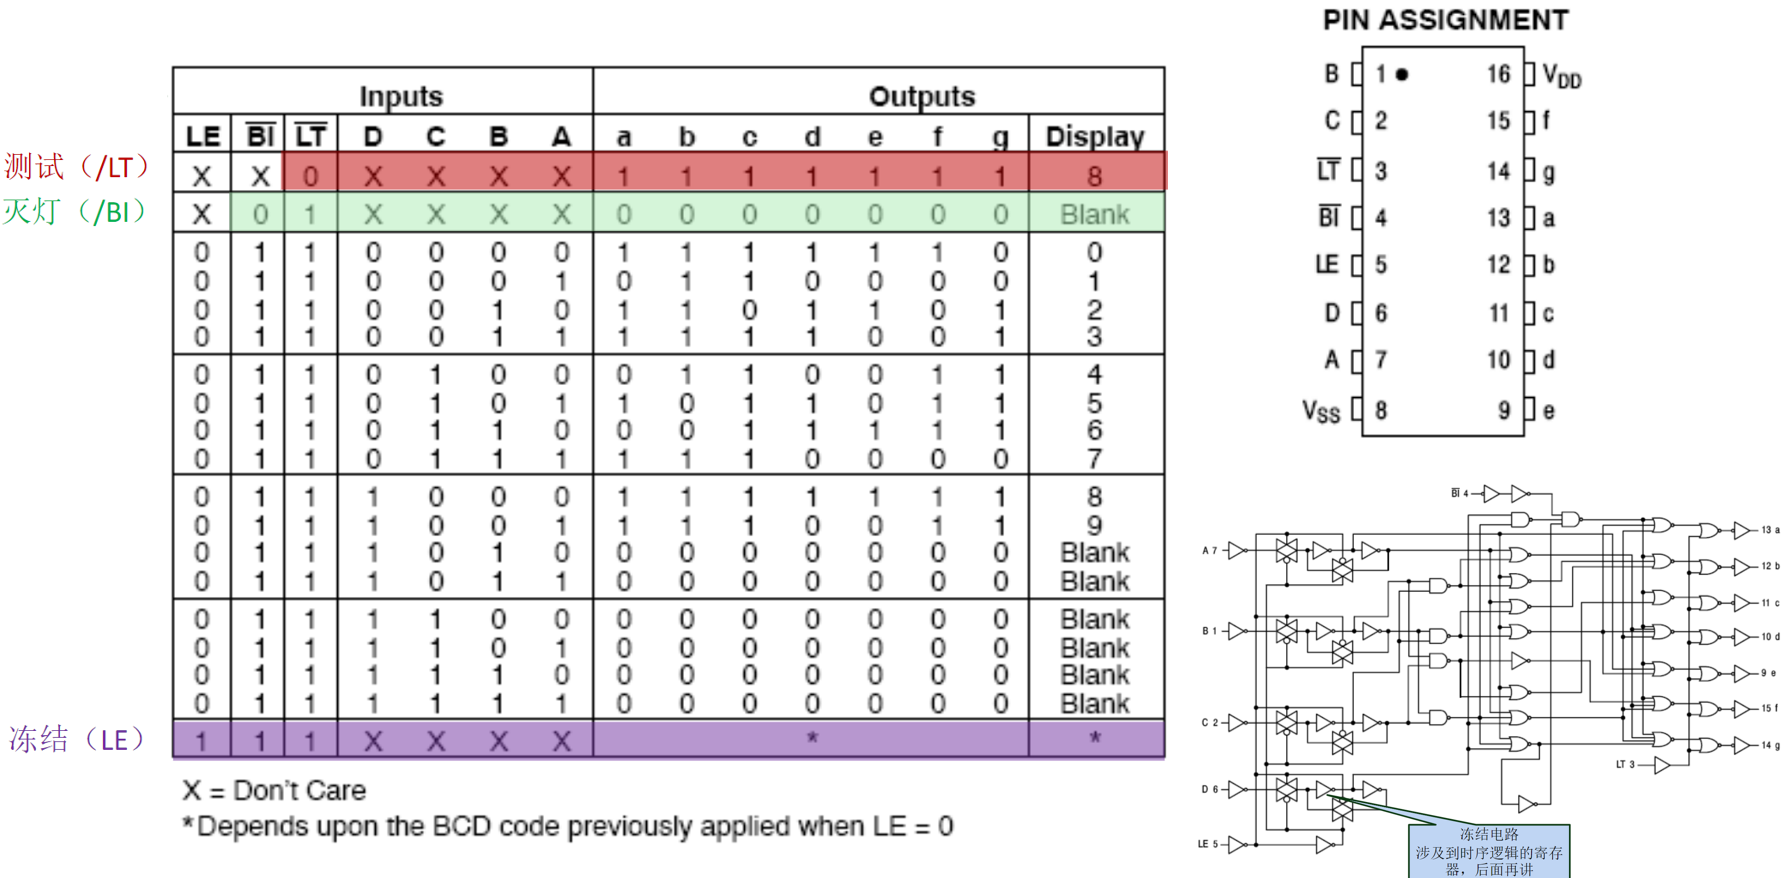 PIN ASSIGNMENT
B 1 16 VDD
C 2 15 f
L̅T̅ 3 14 g
B̅I̅ 4 13 a
LE 5 12 b
D 6 11 c
A 7 10 d
VSS 8 9 e
Inputs Outputs
LE B̅I̅ L̅T̅ D C B A a b c d e f g Display
测试（/LT） X X 0 X X X X 1 1 1 1 1 1 1 8
灭灯（/BI） X 0 1 X X X X 0 0 0 0 0 0 0 Blank
0 1 1 0 0 0 0 1 1 1 1 1 1 0 0
0 1 1 0 0 0 1 0 1 1 0 0 0 0 1
0 1 1 0 0 1 0 1 1 0 1 1 0 1 2
0 1 1 0 0 1 1 1 1 1 1 0 0 1 3
0 1 1 0 1 0 0 0 1 1 0 0 1 1 4
0 1 1 0 1 0 1 1 0 1 1 0 1 1 5
0 1 1 0 1 1 0 0 0 1 1 1 1 1 6
0 1 1 0 1 1 1 1 1 1 0 0 0 0 7
0 1 1 1 0 0 0 1 1 1 1 1 1 1 8
0 1 1 1 0 0 1 1 1 1 0 0 1 1 9
0 1 1 1 0 1 0 0 0 0 0 0 0 0 Blank
0 1 1 1 0 1 1 0 0 0 0 0 0 0 Blank
0 1 1 1 1 0 0 0 0 0 0 0 0 0 Blank
0 1 1 1 1 0 1 0 0 0 0 0 0 0 Blank
0 1 1 1 1 1 0 0 0 0 0 0 0 0 Blank
0 1 1 1 1 1 1 0 0 0 0 0 0 0 Blank
冻结（LE） 1 1 1 X X X X * *
X = Don't Care
*Depends upon the BCD code previously applied when LE = 0
B̅I̅ 4
A 7
B 1
C 2
D 6
LE 5
LT 3
13 a
12 b
11 c
10 d
9 e
15 f
14 g
冻结电路
涉及到时序逻辑的寄存
器，后面再讲